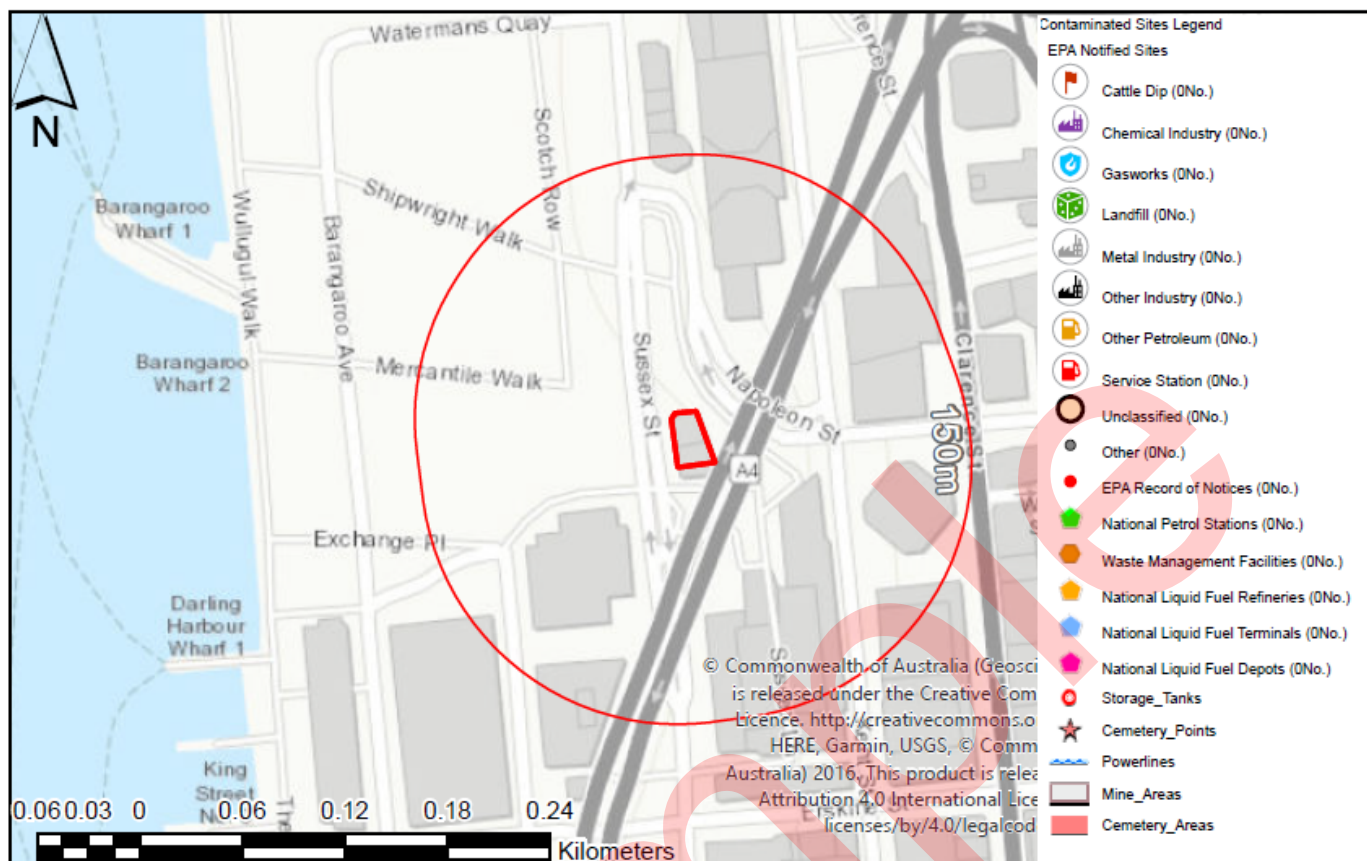 Watermans Quay
Scotch Row
Shipwright Walk
Barangaroo
Wharf 1
Wulugul Walk
Barangaroo Ave
Barangaroo
Wharf 2
Mercantile Walk
Sussex St
Napoleon St
Clarence St
150m
A4
Exchange Pl
Darling
Harbour
Wharf 1
King
Street
The
N
0.06 0.03 0 0.06 0.12 0.18 0.24
Kilometers
© Commonwealth of Australia (Geosci
is released under the Creative Com
Licence. http://creativecommons.o
HERE, Garmin, USGS, © Comm
Australia) 2016. This product is relea
Attribution 4.0 International Lice
licenses/by/4.0/legalcod
Erskine St
Contaminated Sites Legend
EPA Notified Sites
Cattle Dip (0No.)
Chemical Industry (0No.)
Gasworks (0No.)
Landfill (0No.)
Metal Industry (0No.)
Other Industry (0No.)
Other Petroleum (0No.)
Service Station (0No.)
Unclassified (0No.)
Other (0No.)
EPA Record of Notices (0No.)
National Petrol Stations (0No.)
Waste Management Facilities (0No.)
National Liquid Fuel Refineries (0No.)
National Liquid Fuel Terminals (0No.)
National Liquid Fuel Depots (0No.)
Storage_Tanks
Cemetery_Points
Powerlines
Mine_Areas
Cemetery_Areas